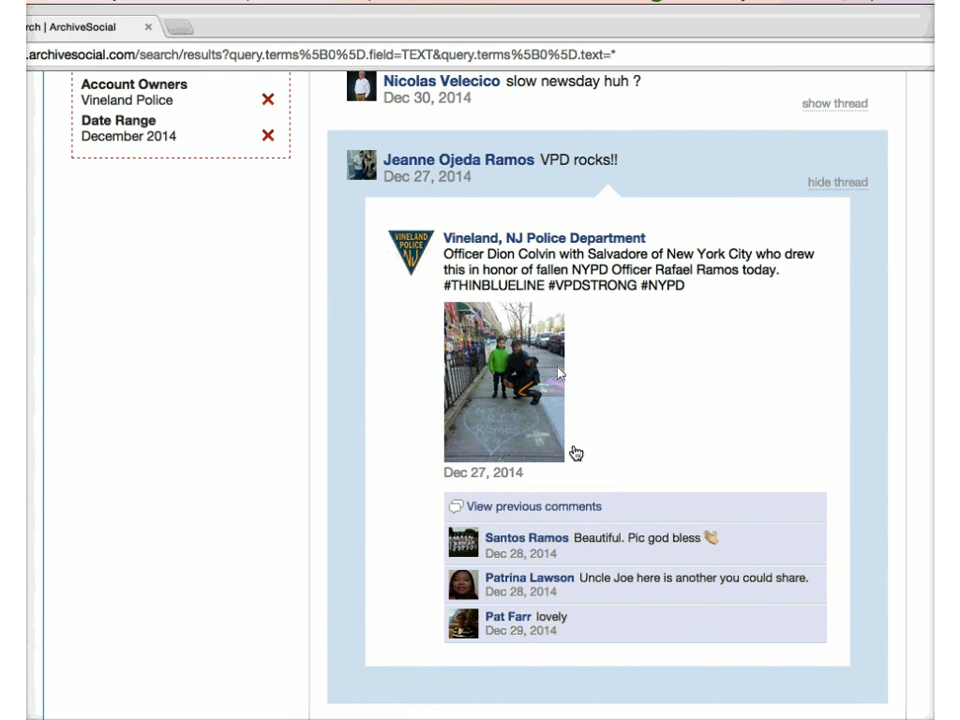 rch | ArchiveSocial
.archivesocial.com/search/results?query.terms%5B0%5D.field=TEXT&query.terms%5B0%5D.text=*
Account Owners
Vineland Police
Date Range
December 2014
Nicolas Velecico slow newsday huh ?
Dec 30, 2014
show thread
Jeanne Ojeda Ramos VPD rocks!!
Dec 27, 2014
hide thread
VINELAND
POLICE
NJ
Vineland, NJ Police Department
Officer Dion Colvin with Salvadore of New York City who drew
this in honor of fallen NYPD Officer Rafael Ramos today.
#THINBLUELINE #VPDSTRONG #NYPD
Dec 27, 2014
View previous comments
Santos Ramos Beautiful. Pic god bless 👏
Dec 28, 2014
Patrina Lawson Uncle Joe here is another you could share.
Dec 28, 2014
Pat Farr lovely
Dec 29, 2014